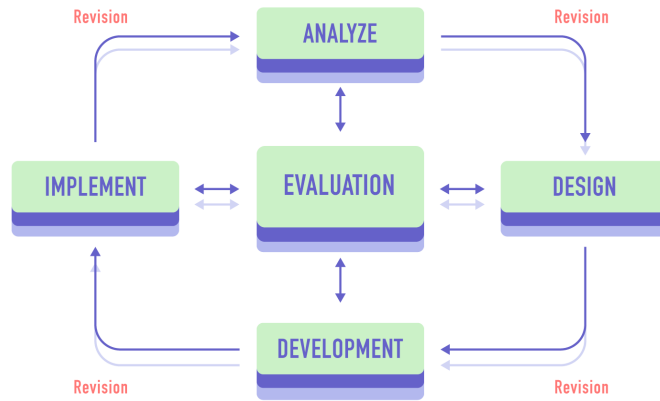 Revision
ANALYZE
Revision
IMPLEMENT
EVALUATION
DESIGN
DEVELOPMENT
Revision
Revision